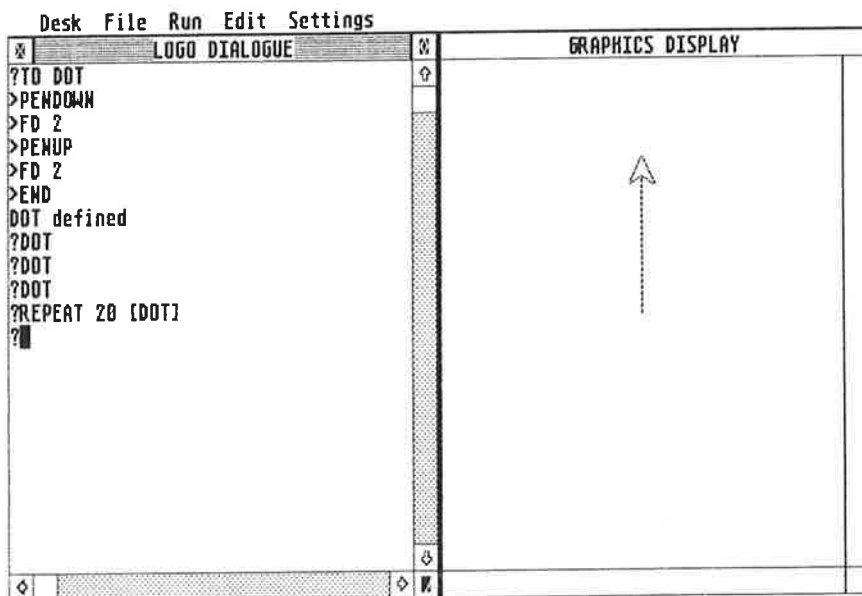 Desk File Run Edit Settings
LOGO DIALOGUE
?TO DOT
>PENDOWN
>FD 2
>PENUP
>FD 2
>END
DOT defined
?DOT
?DOT
?DOT
?REPEAT 20 [DOT]
?
GRAPHICS DISPLAY